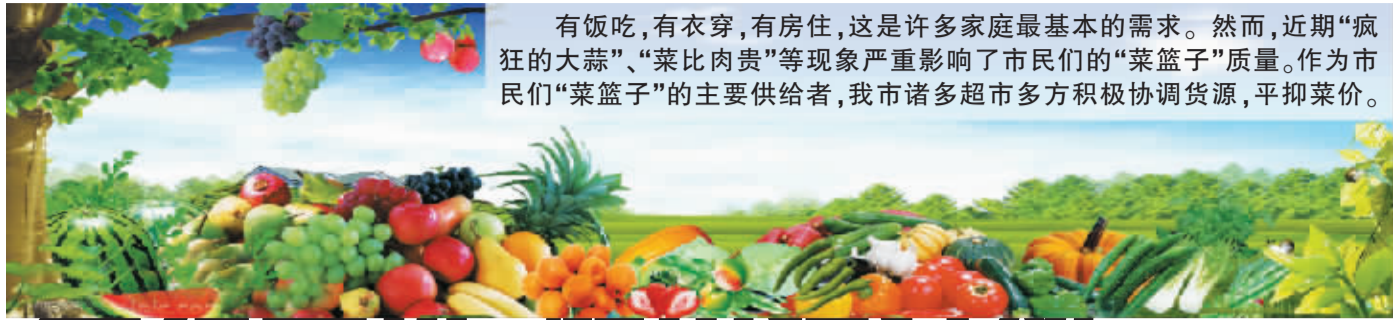 有饭吃,有衣穿,有房住,这是许多家庭最基本的需求。然而,近期“疯
狂的大蒜”、“菜比肉贵”等现象严重影响了市民们的“菜篮子”质量。作为市
民们“菜篮子”的主要供给者,我市诸多超市多方积极协调货源,平抑菜价。